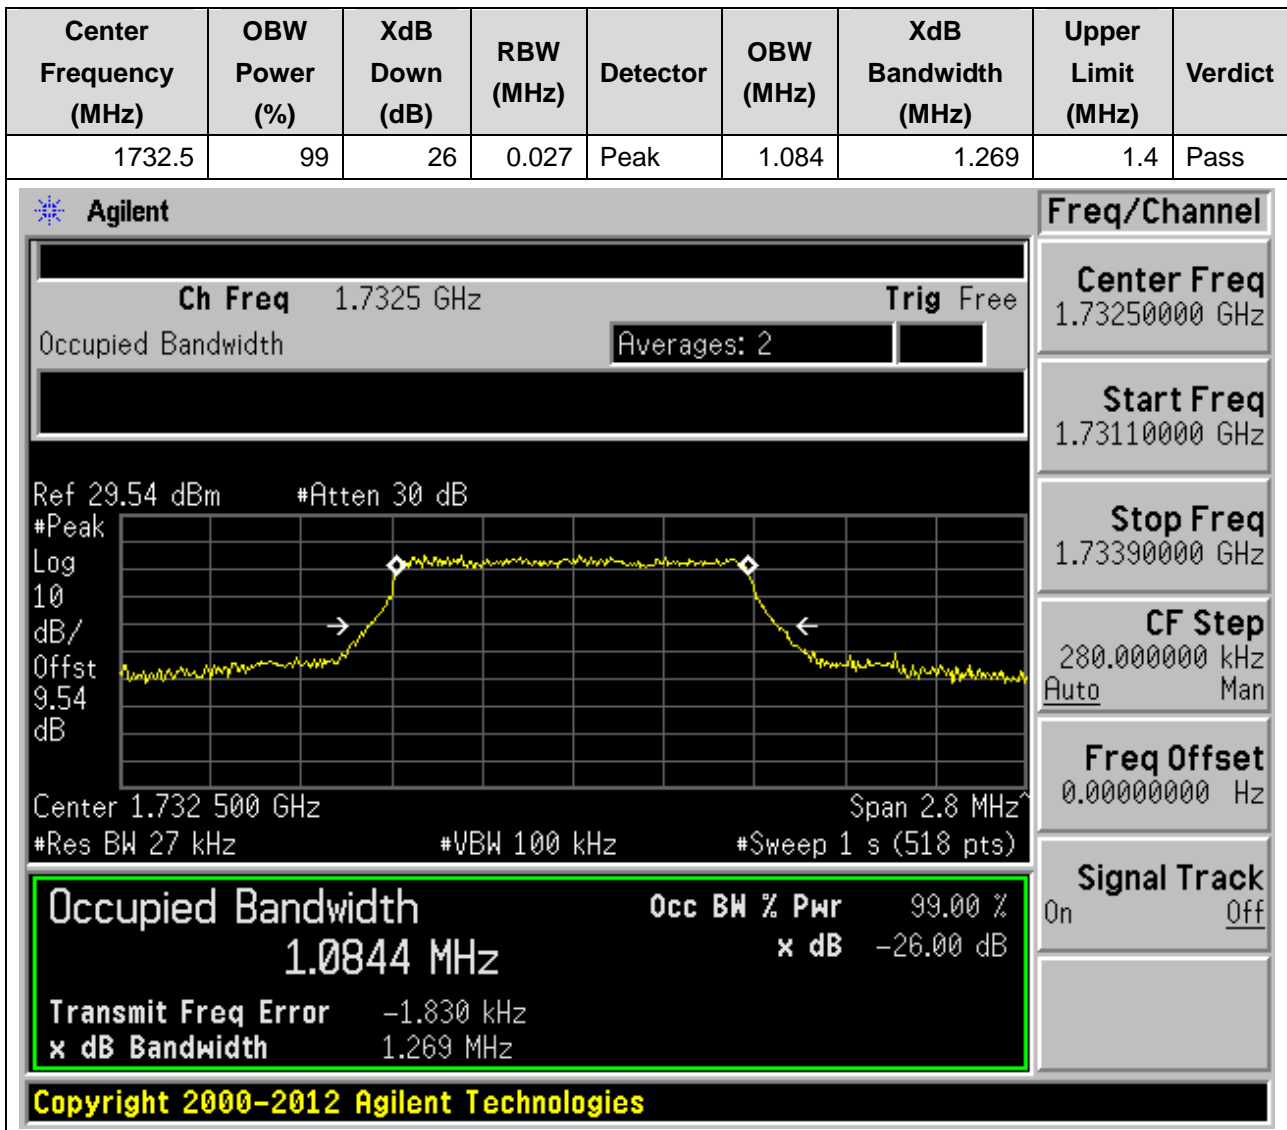 Center Frequency (MHz) OBW Power (%) XdB Down (dB) RBW (MHz) Detector OBW (MHz) XdB Bandwidth (MHz) Upper Limit (MHz) Verdict
1732.5 99 26 0.027 Peak 1.084 1.269 1.4 Pass
Agilent
Freq/Channel
Ch Freq 1.7325 GHz Trig Free
Occupied Bandwidth Averages: 2
Center Freq
1.73250000 GHz
Start Freq
1.73110000 GHz
Stop Freq
1.73390000 GHz
CF Step
280.000000 kHz
Auto Man
Freq Offset
0.00000000 Hz
Signal Track
On Off
Ref 29.54 dBm #Atten 30 dB
#Peak
Log
10
dB/
Offst
9.54
dB
Center 1.732 500 GHz Span 2.8 MHz^
#Res BW 27 kHz #VBW 100 kHz #Sweep 1 s (518 pts)
Occupied Bandwidth Occ BW % Pwr 99.00 %
1.0844 MHz x dB -26.00 dB
Transmit Freq Error -1.830 kHz
x dB Bandwidth 1.269 MHz
Copyright 2000-2012 Agilent Technologies